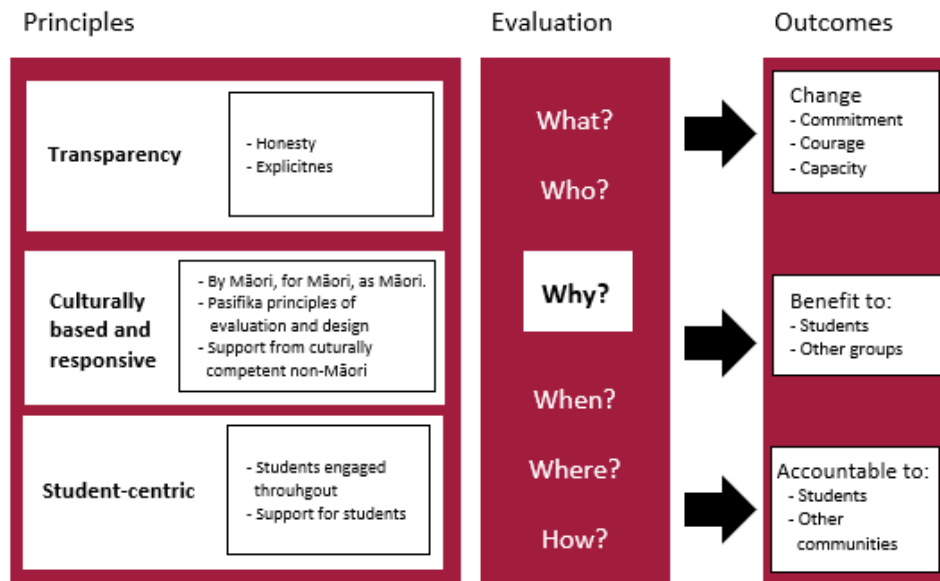 Principles
Transparency
- Honesty
- Explicitnes
Culturally
based and
responsive
- By Māori, for Māori, as Māori.
- Pasifika principles of
evaluation and design
- Support from cuturally
competent non-Māori
Student-centric
- Students engaged
throuhgout
- Support for students
Evaluation
What?
Who?
Why?
When?
Where?
How?
Outcomes
Change
- Commitment
- Courage
- Capacity
Benefit to:
- Students
- Other groups
Accountable to:
- Students
- Other
communities